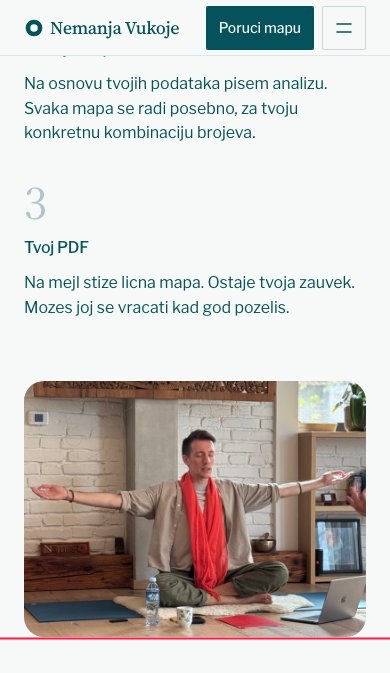 Nemanja Vukoje
Poruci mapu
Na osnovu tvojih podataka pisem analizu.
Svaka mapa se radi posebno, za tvoju
konkretnu kombinaciju brojeva.
3
Tvoj PDF
Na mejl stize licna mapa. Ostaje tvoja zauvek.
Mozes joj se vracati kad god pozelis.